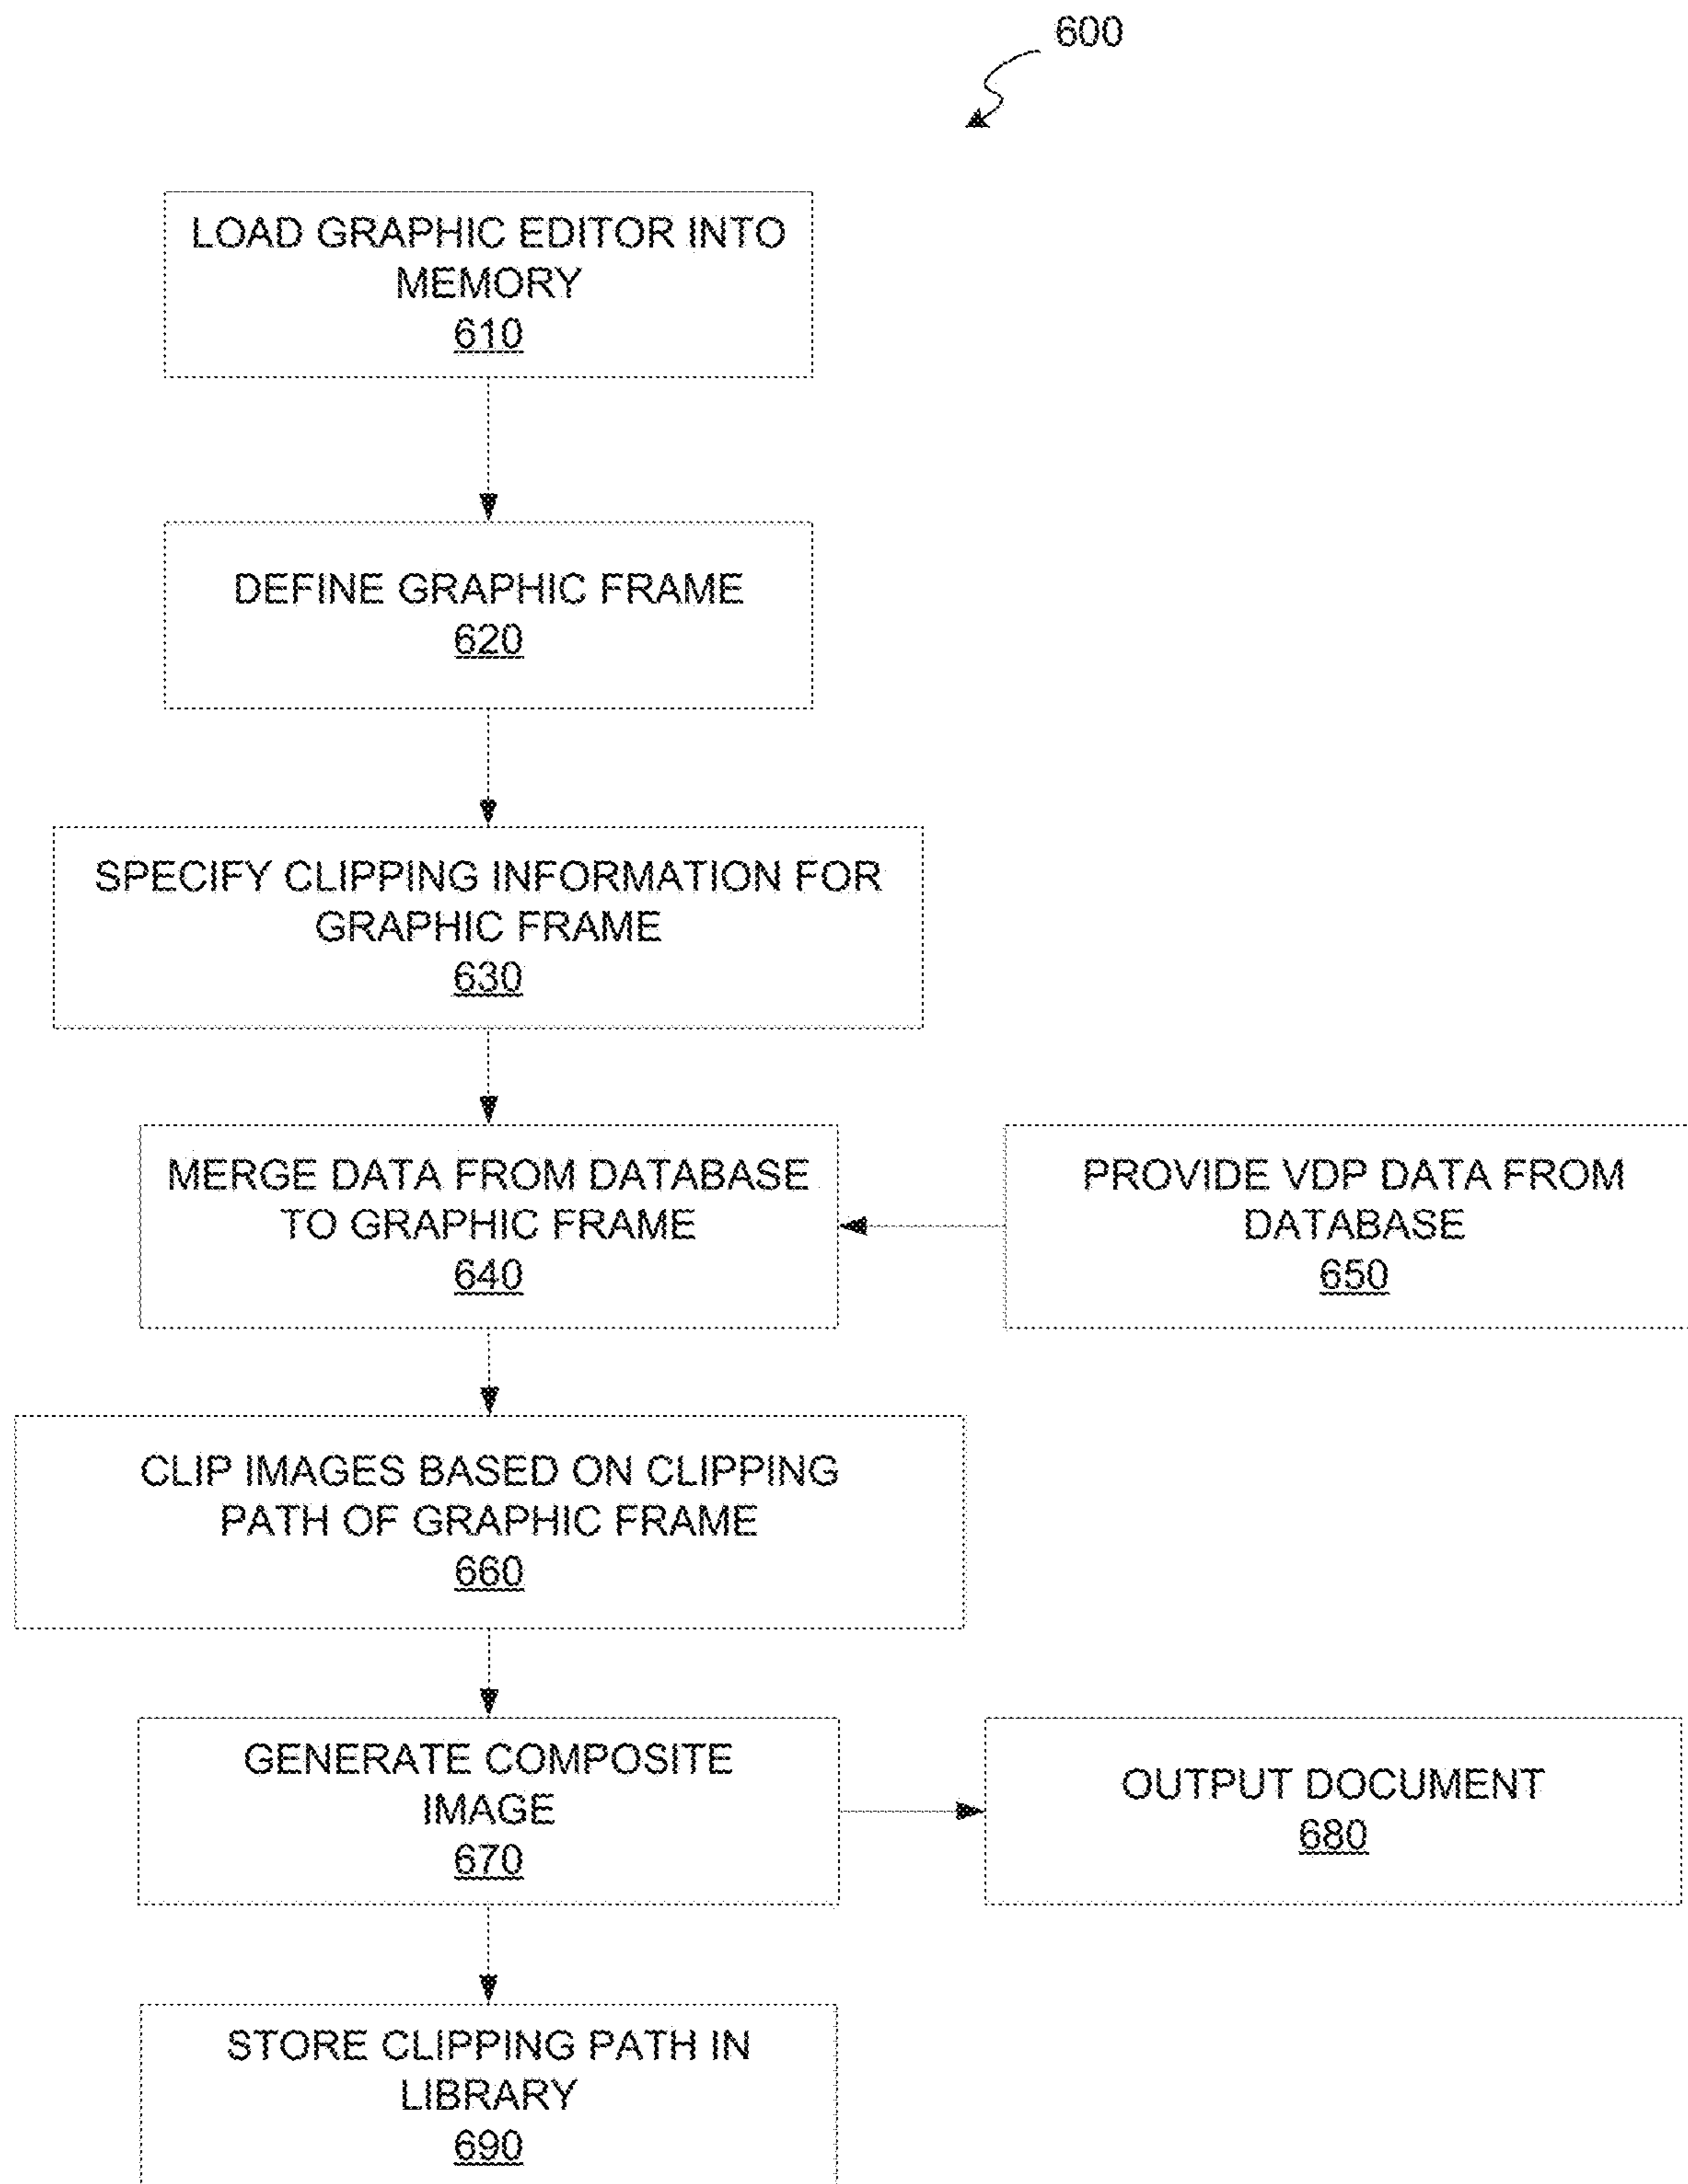 600
LOAD GRAPHIC EDITOR INTO
MEMORY
610
DEFINE GRAPHIC FRAME
620
SPECIFY CLIPPING INFORMATION FOR
GRAPHIC FRAME
630
MERGE DATA FROM DATABASE
TO GRAPHIC FRAME
640
PROVIDE VDP DATA FROM
DATABASE
650
CLIP IMAGES BASED ON CLIPPING
PATH OF GRAPHIC FRAME
660
GENERATE COMPOSITE
IMAGE
670
OUTPUT DOCUMENT
680
STORE CLIPPING PATH IN
LIBRARY
690